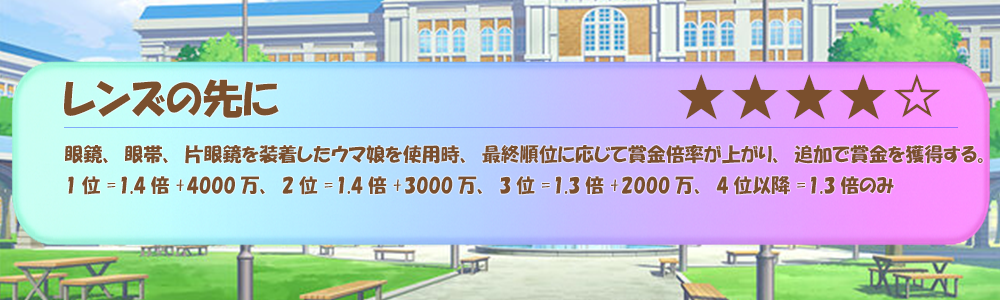 レンズの先に ★★★★☆
眼鏡、眼帯、片眼鏡を装着したウマ娘を使用時、最終順位に応じて賞金倍率が上がり、追加で賞金を獲得する。
1位=1.4倍+4000万、2位=1.4倍+3000万、3位=1.3倍+2000万、4位以降=1.3倍のみ